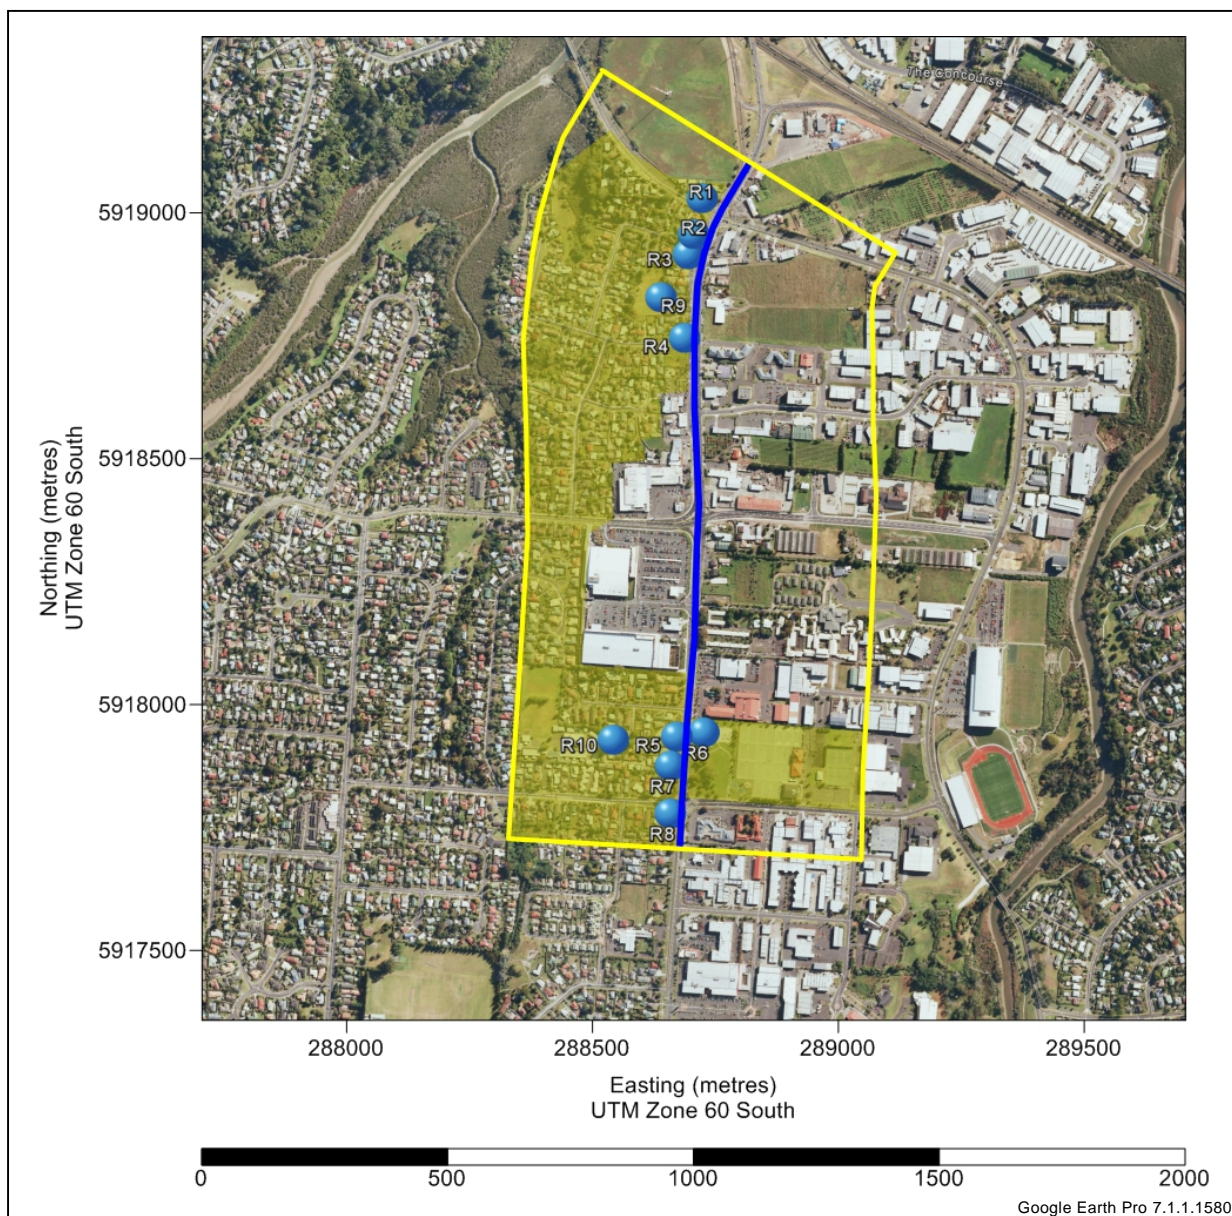 The Concourse
R1
5919000
R2
R3
R9
R4
5918500
Northing (metres)
UTM Zone 60 South
5918000
R10
R5
R6
R7
R8
5917500
288000
288500
289000
289500
Easting (metres)
UTM Zone 60 South
0
500
1000
1500
2000
Google Earth Pro 7.1.1.1580